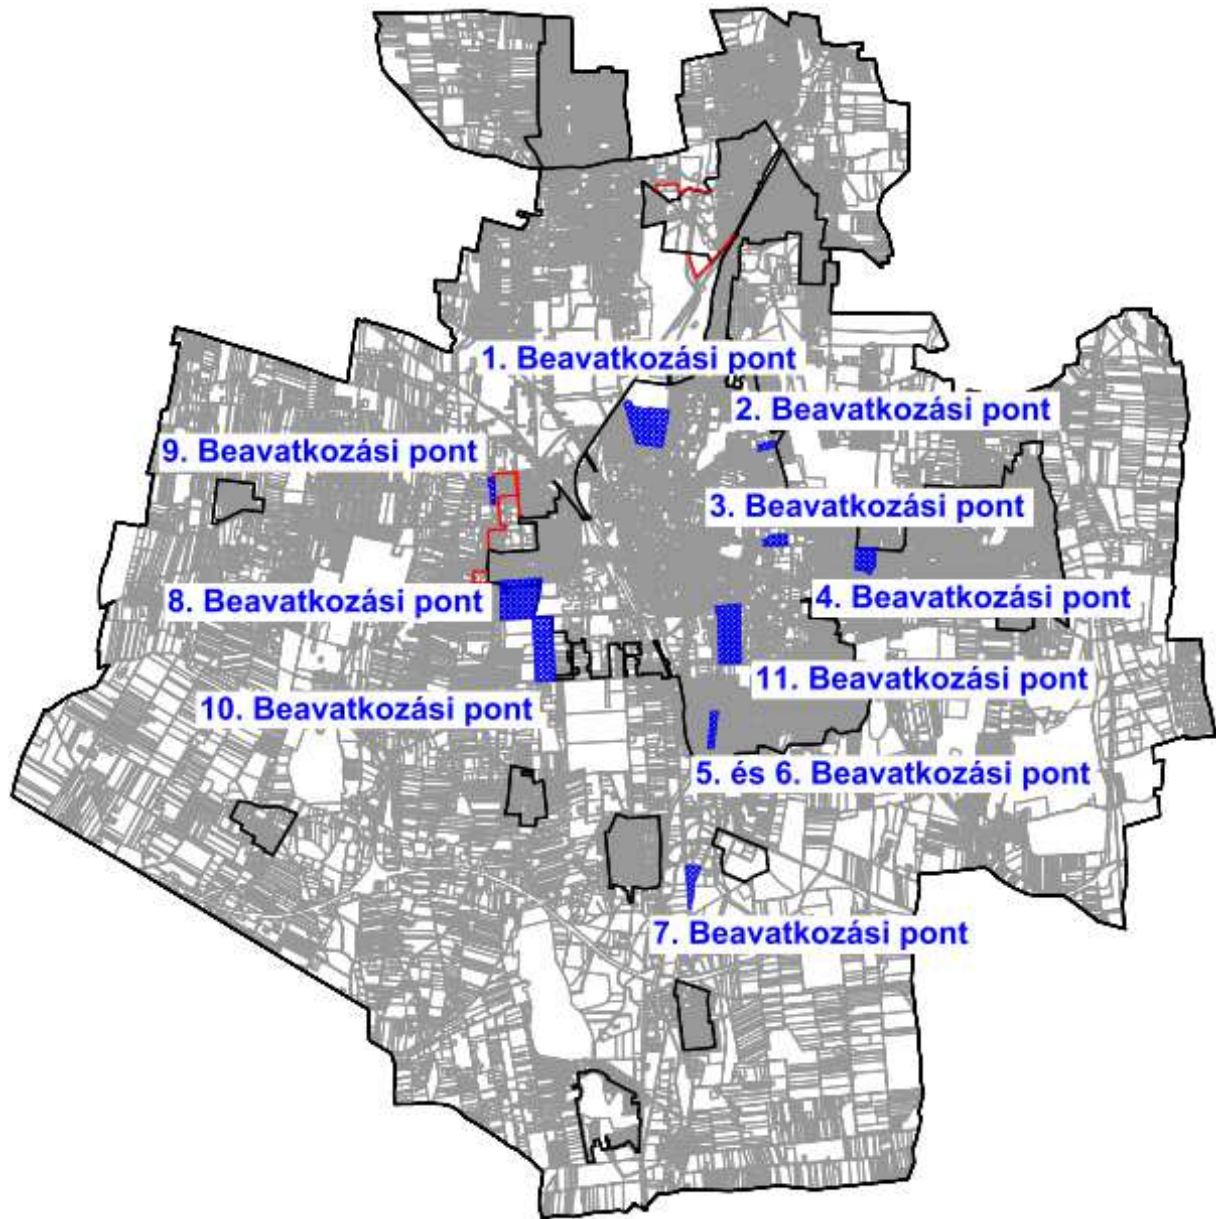 1. Beavatkozási pont
2. Beavatkozási pont
9. Beavatkozási pont
3. Beavatkozási pont
8. Beavatkozási pont
4. Beavatkozási pont
11. Beavatkozási pont
10. Beavatkozási pont
5. és 6. Beavatkozási pont
7. Beavatkozási pont